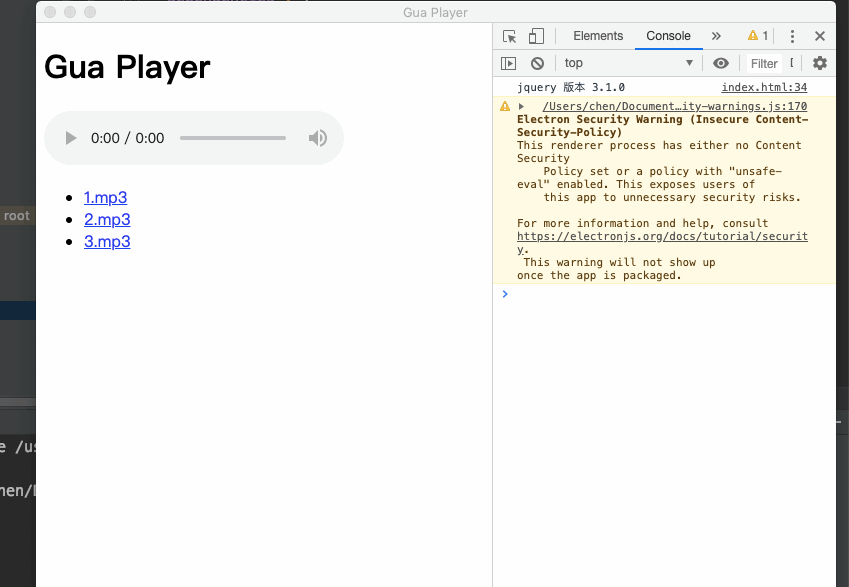 Gua Player
Gua Player
0:00 / 0:00
1.mp3
2.mp3
3.mp3
Elements
Console
1
top
Filter
jquery 版本 3.1.0
index.html:34
/Users/chen/Document…ity-warnings.js:170
Electron Security Warning (Insecure Content-
Security-Policy)
This renderer process has either no Content
Security
Policy set or a policy with "unsafe-
eval" enabled. This exposes users of
this app to unnecessary security risks.
For more information and help, consult
https://electronjs.org/docs/tutorial/securit
y.
This warning will not show up
once the app is packaged.
root
e /us
hen/